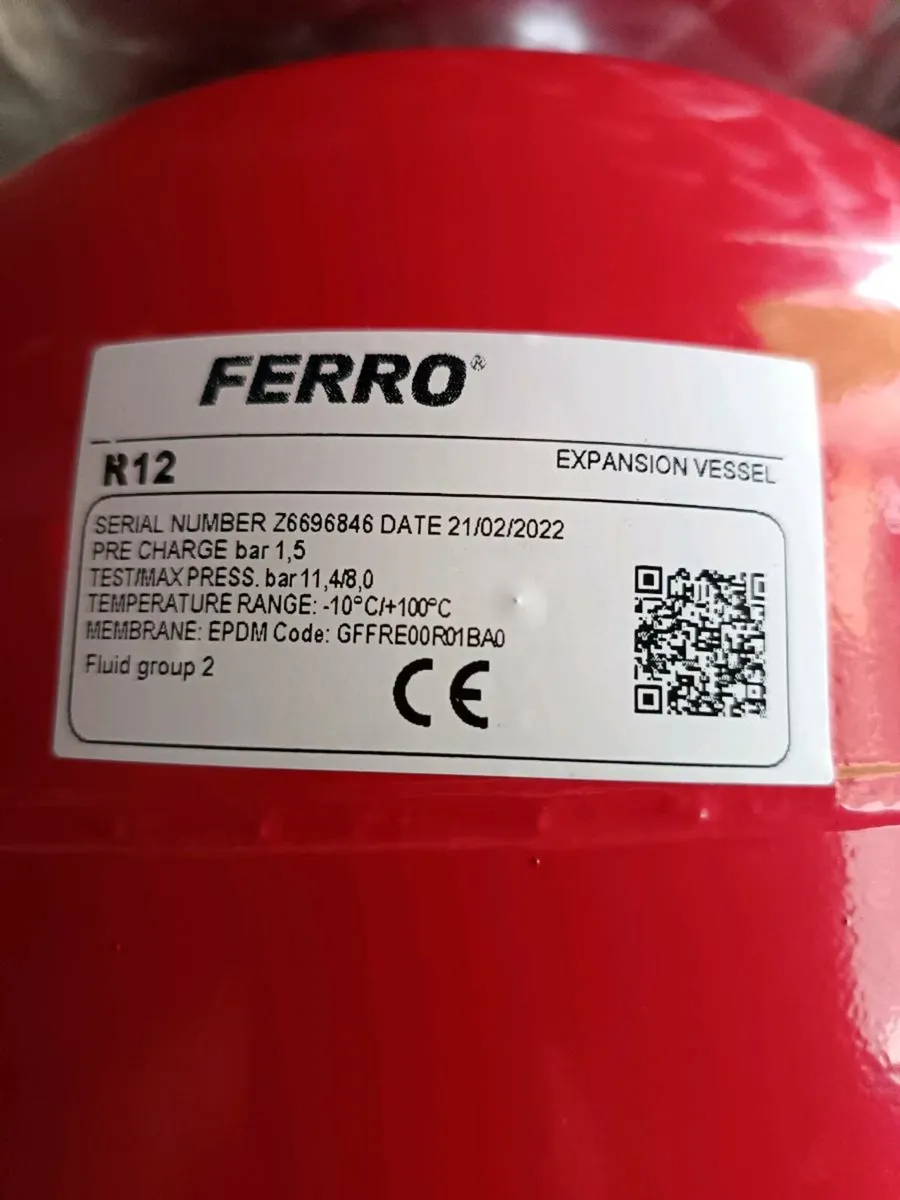 FERRO®
R12
EXPANSION VESSEL
SERIAL NUMBER Z6696846 DATE 21/02/2022
PRE CHARGE bar 1,5
TEST/MAX PRESS. bar 11,4/8,0
TEMPERATURE RANGE: -10°C/+100°C
MEMBRANE: EPDM Code: GFFRE00R01BA0
Fluid group 2
CE